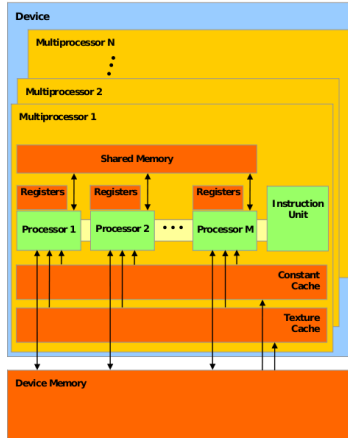 Device
Multiprocessor N
Multiprocessor 2
Multiprocessor 1
Shared Memory
Registers
Registers
Registers
Processor 1
Processor 2
Processor M
Instruction
Unit
Constant
Cache
Texture
Cache
Device Memory